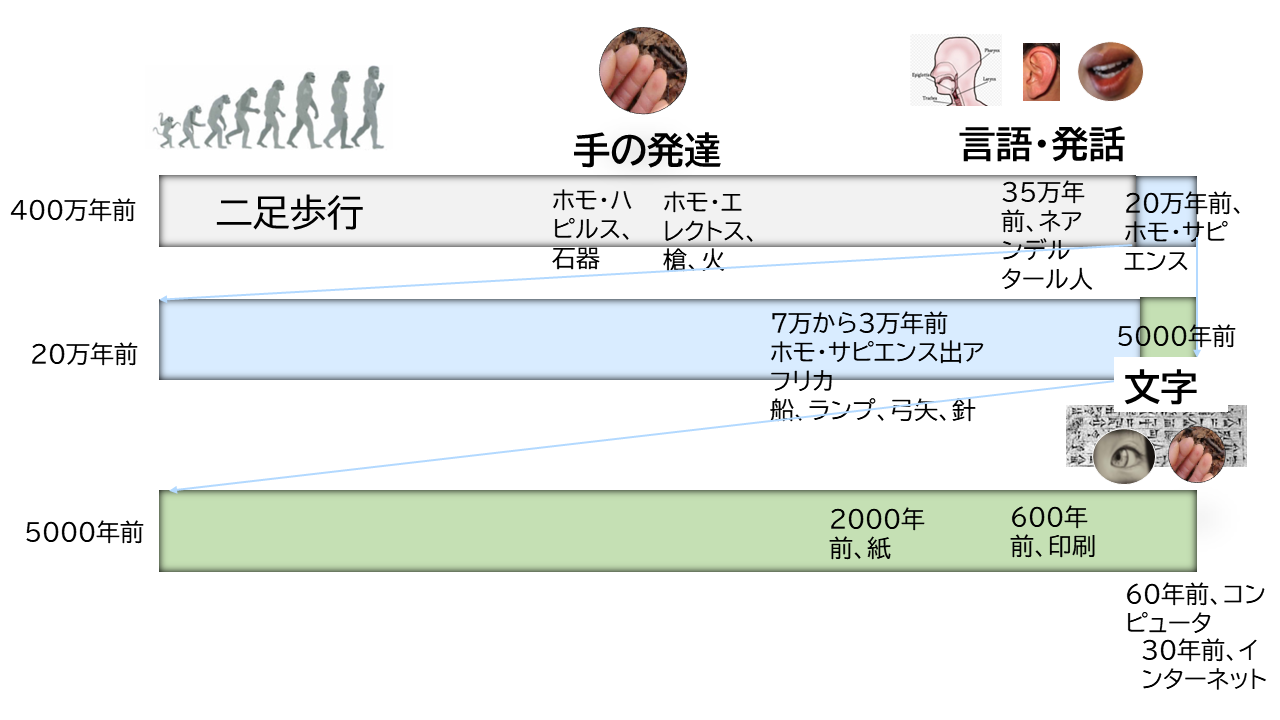 Pharynx
Epiglottis
Larynx
Trachea
手の発達
言語・発話
400万年前
二足歩行
ホモ・ハ
ピルス、
石器
ホモ・エ
レクトス、
槍、火
35万年
前、ネア
ンデル
タール人
20万年前、
ホモ・サピ
エンス
20万年前
7万から3万年前
ホモ・サピエンス出ア
フリカ
船、ランプ、弓矢、針
5000年前
文字
5000年前
2000年
前、紙
600年
前、印刷
60年前、コン
ピュータ
30年前、イ
ンターネット